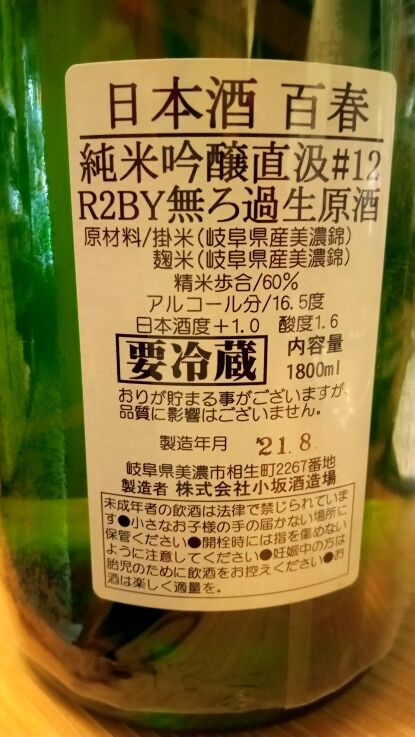 日本酒 百春
純米吟醸直汲#12
R2BY無ろ過生原酒
原材料/掛米(岐阜県産美濃錦)
麹米(岐阜県産美濃錦)
精米歩合/60%
アルコール分/16.5度
日本酒度+1.0 酸度1.6
要冷蔵
内容量
1800ml
おりが貯まる事がございますが、
品質に影響はございません。
製造年月 '21.8.
岐阜県美濃市相生町2267番地
製造者 株式会社小坂酒造場
未成年者の飲酒は法律で禁じられていま
す●小さなお子様の手の届かない場所に
保管ください●開栓時には指を傷めない
ように注意してください●妊娠中の方は
胎児のために飲酒をお控えください●お
酒は楽しく適量を。